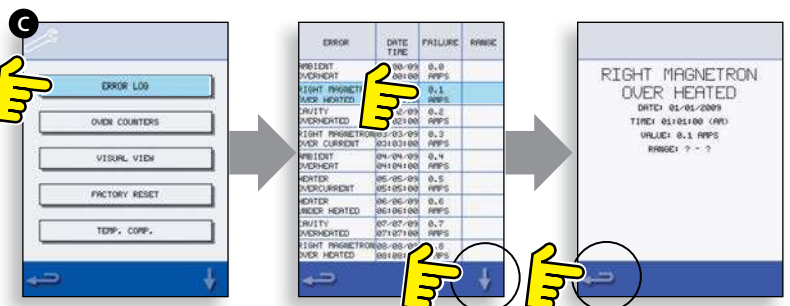 C
ERROR LOG
OVEN COUNTERS
VISUAL VIEW
FACTORY RESET
TEMP. COMP.
ERROR DATE TIME FAILURE RANGE
AMBIENT 0.0
OVERHEAT 00:00 AMPS
RIGHT 0.1
OVER HEATED AMPS
CAVITY 0.2
OVERHEATED AMPS
RIGHT MAGNETRON 03/03/09 0.3
OVER CURRENT 03:03:00 AMPS
AMBIENT 04/04/09 0.4
OVERHEAT 04:04:00 AMPS
HEATER 05/05/09 0.5
OVERCURRENT 05:05:00 AMPS
HEATER 06/06/09 0.6
UNDER HEATED 06:06:00 AMPS
CAVITY 07/07/09 0.7
OVERHEATED 07:07:00 AMPS
RIGHT MAGNETRON
OVER HEATED
RIGHT MAGNETRON
OVER HEATED
DATE: 01/01/2009
TIME: 01:01:00 (AM)
VALUE: 0.1 AMPS
RANGE: ? - ?